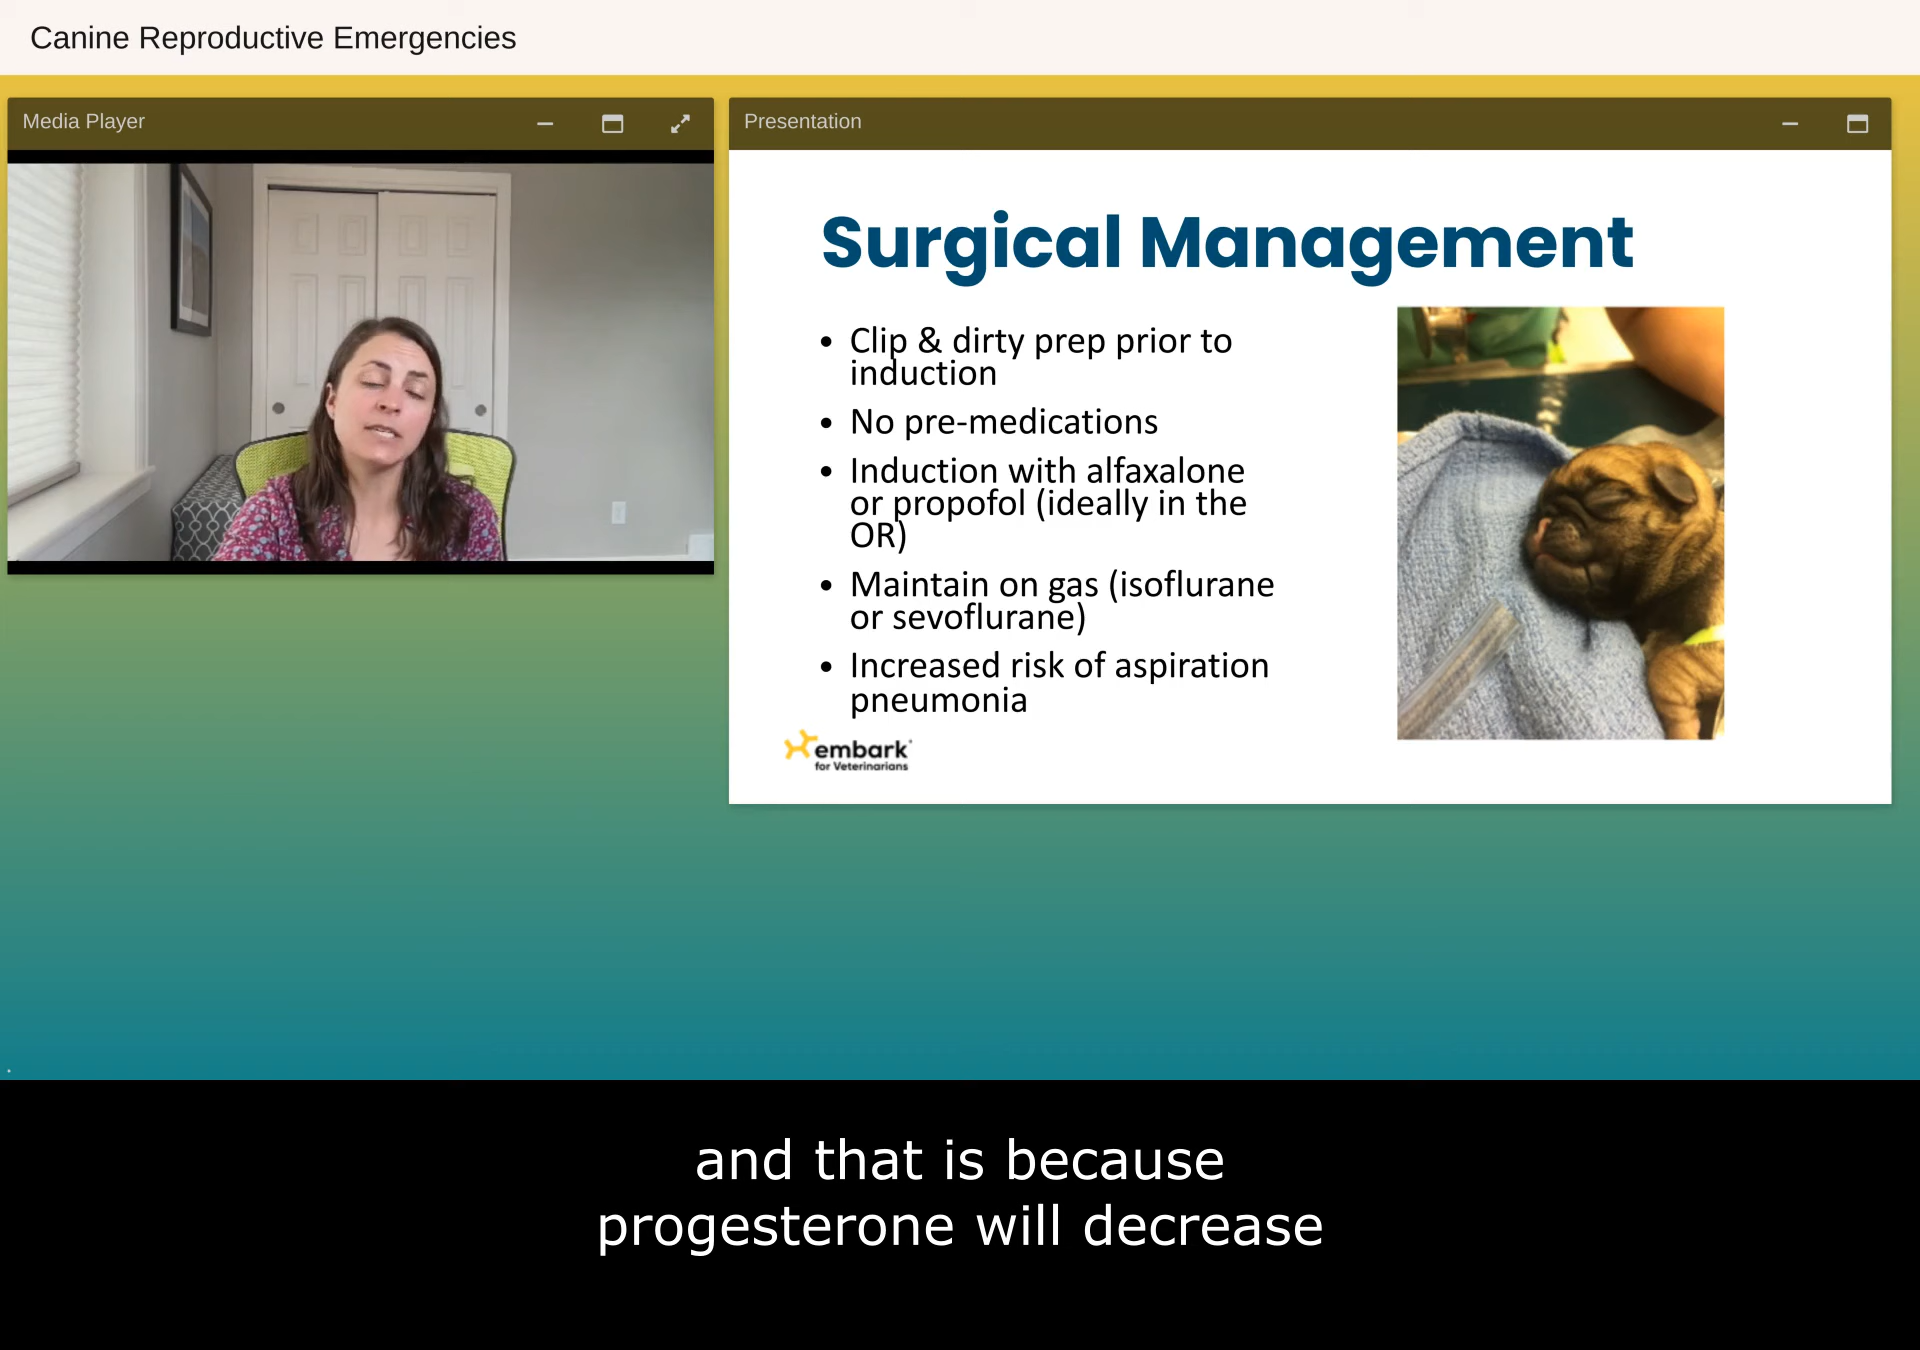 Canine Reproductive Emergencies
Media Player
Presentation
Surgical Management
• Clip & dirty prep prior to
induction
• No pre-medications
• Induction with alfaxalone
or propofol (ideally in the
OR)
• Maintain on gas (isoflurane
or sevoflurane)
• Increased risk of aspiration
pneumonia
embark
for Veterinarians
and that is because
progesterone will decrease